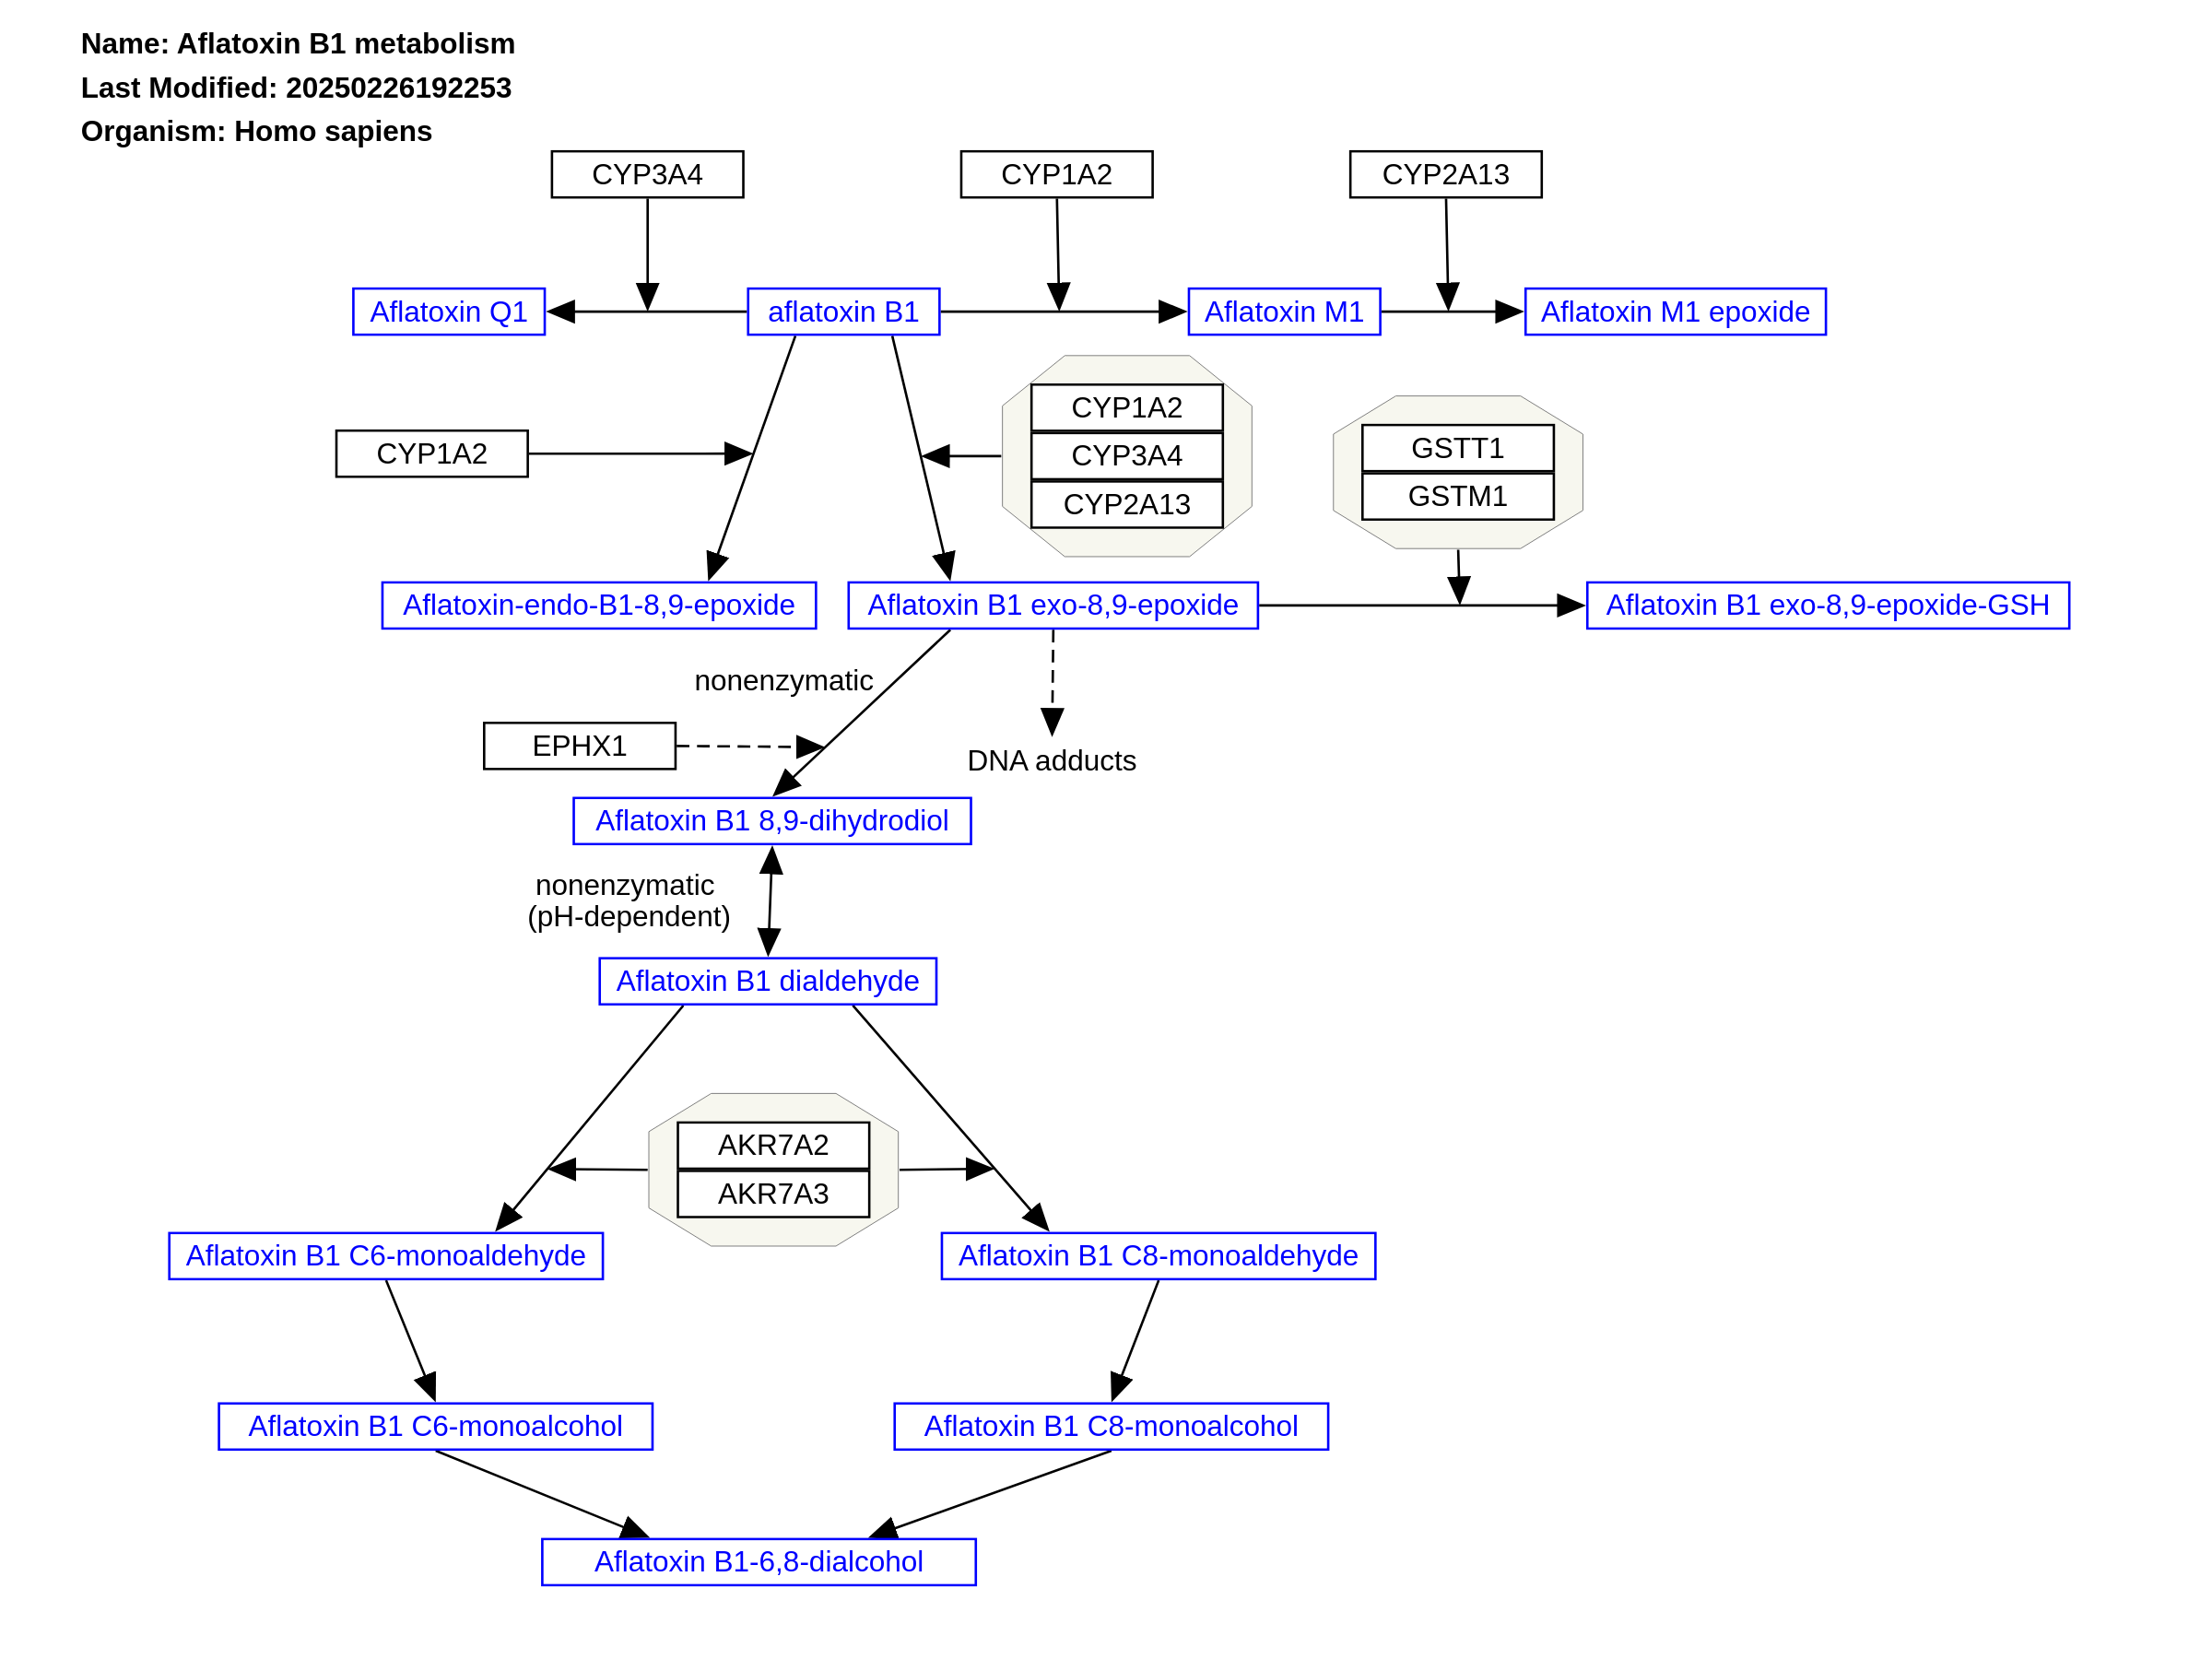 Name: Aflatoxin B1 metabolism
Last Modified: 20250226192253
Organism: Homo sapiens
CYP3A4
CYP1A2
CYP2A13
Aflatoxin Q1
aflatoxin B1
Aflatoxin M1
Aflatoxin M1 epoxide
CYP1A2
CYP1A2
CYP3A4
CYP2A13
GSTT1
GSTM1
Aflatoxin-endo-B1-8,9-epoxide
Aflatoxin B1 exo-8,9-epoxide
Aflatoxin B1 exo-8,9-epoxide-GSH
nonenzymatic
EPHX1
DNA adducts
Aflatoxin B1 8,9-dihydrodiol
nonenzymatic
(pH-dependent)
Aflatoxin B1 dialdehyde
AKR7A2
AKR7A3
Aflatoxin B1 C6-monoaldehyde
Aflatoxin B1 C8-monoaldehyde
Aflatoxin B1 C6-monoalcohol
Aflatoxin B1 C8-monoalcohol
Aflatoxin B1-6,8-dialcohol